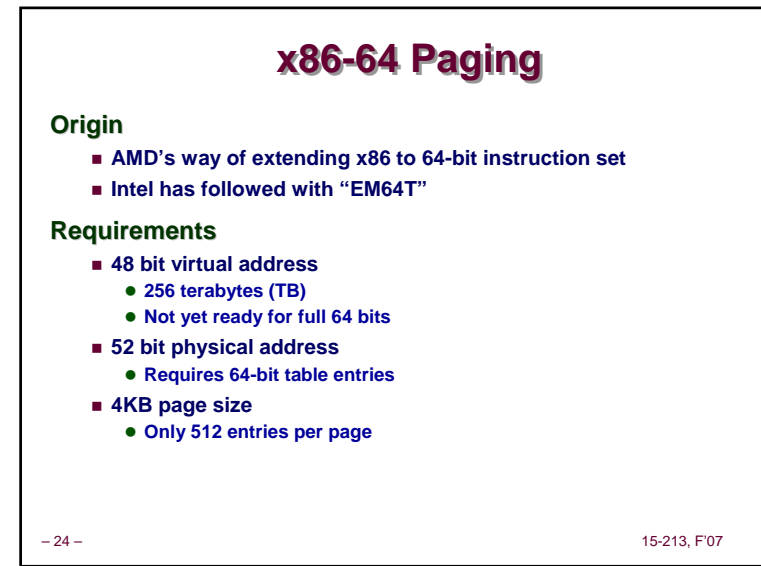 x86-64 Paging
Origin
■ AMD's way of extending x86 to 64-bit instruction set
■ Intel has followed with “EM64T”
Requirements
■ 48 bit virtual address
● 256 terabytes (TB)
● Not yet ready for full 64 bits
■ 52 bit physical address
● Requires 64-bit table entries
■ 4KB page size
● Only 512 entries per page
– 24 –
15-213, F'07